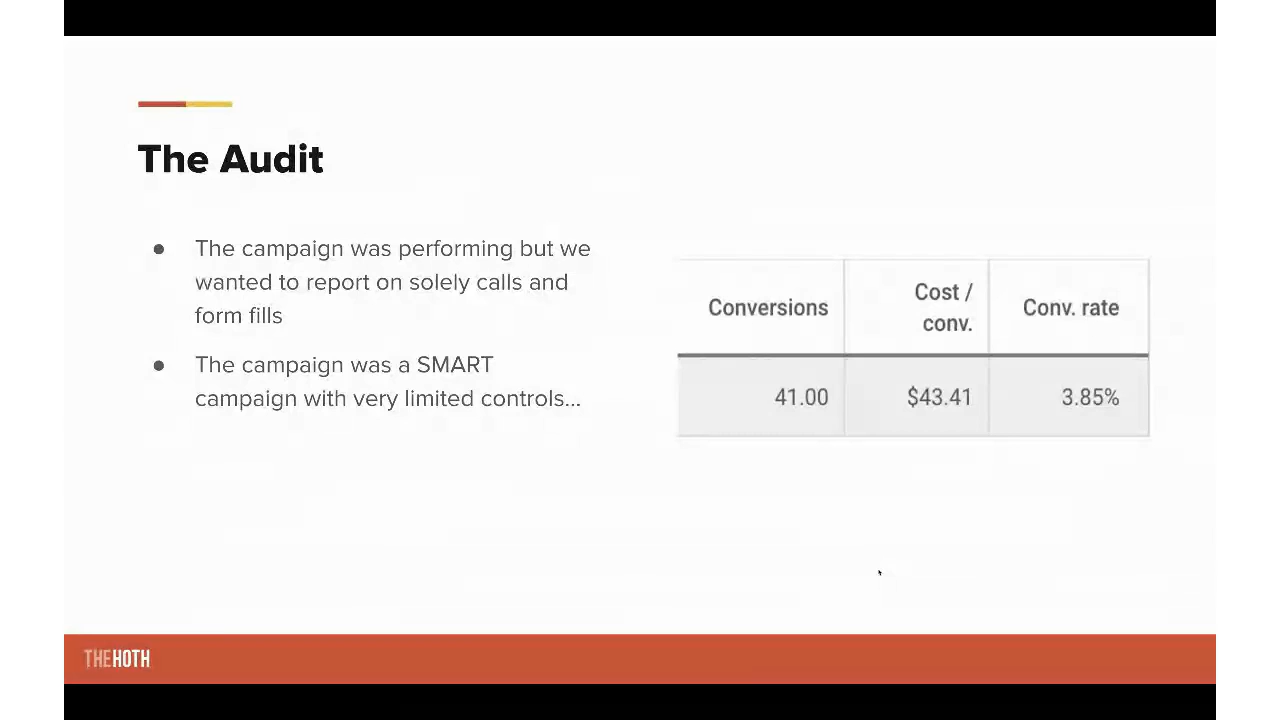 The Audit
● The campaign was performing but we
wanted to report on solely calls and
form fills
● The campaign was a SMART
campaign with very limited controls...
Conversions
Cost /
conv.
Conv. rate
41.00
$43.41
3.85%
THEHOTH